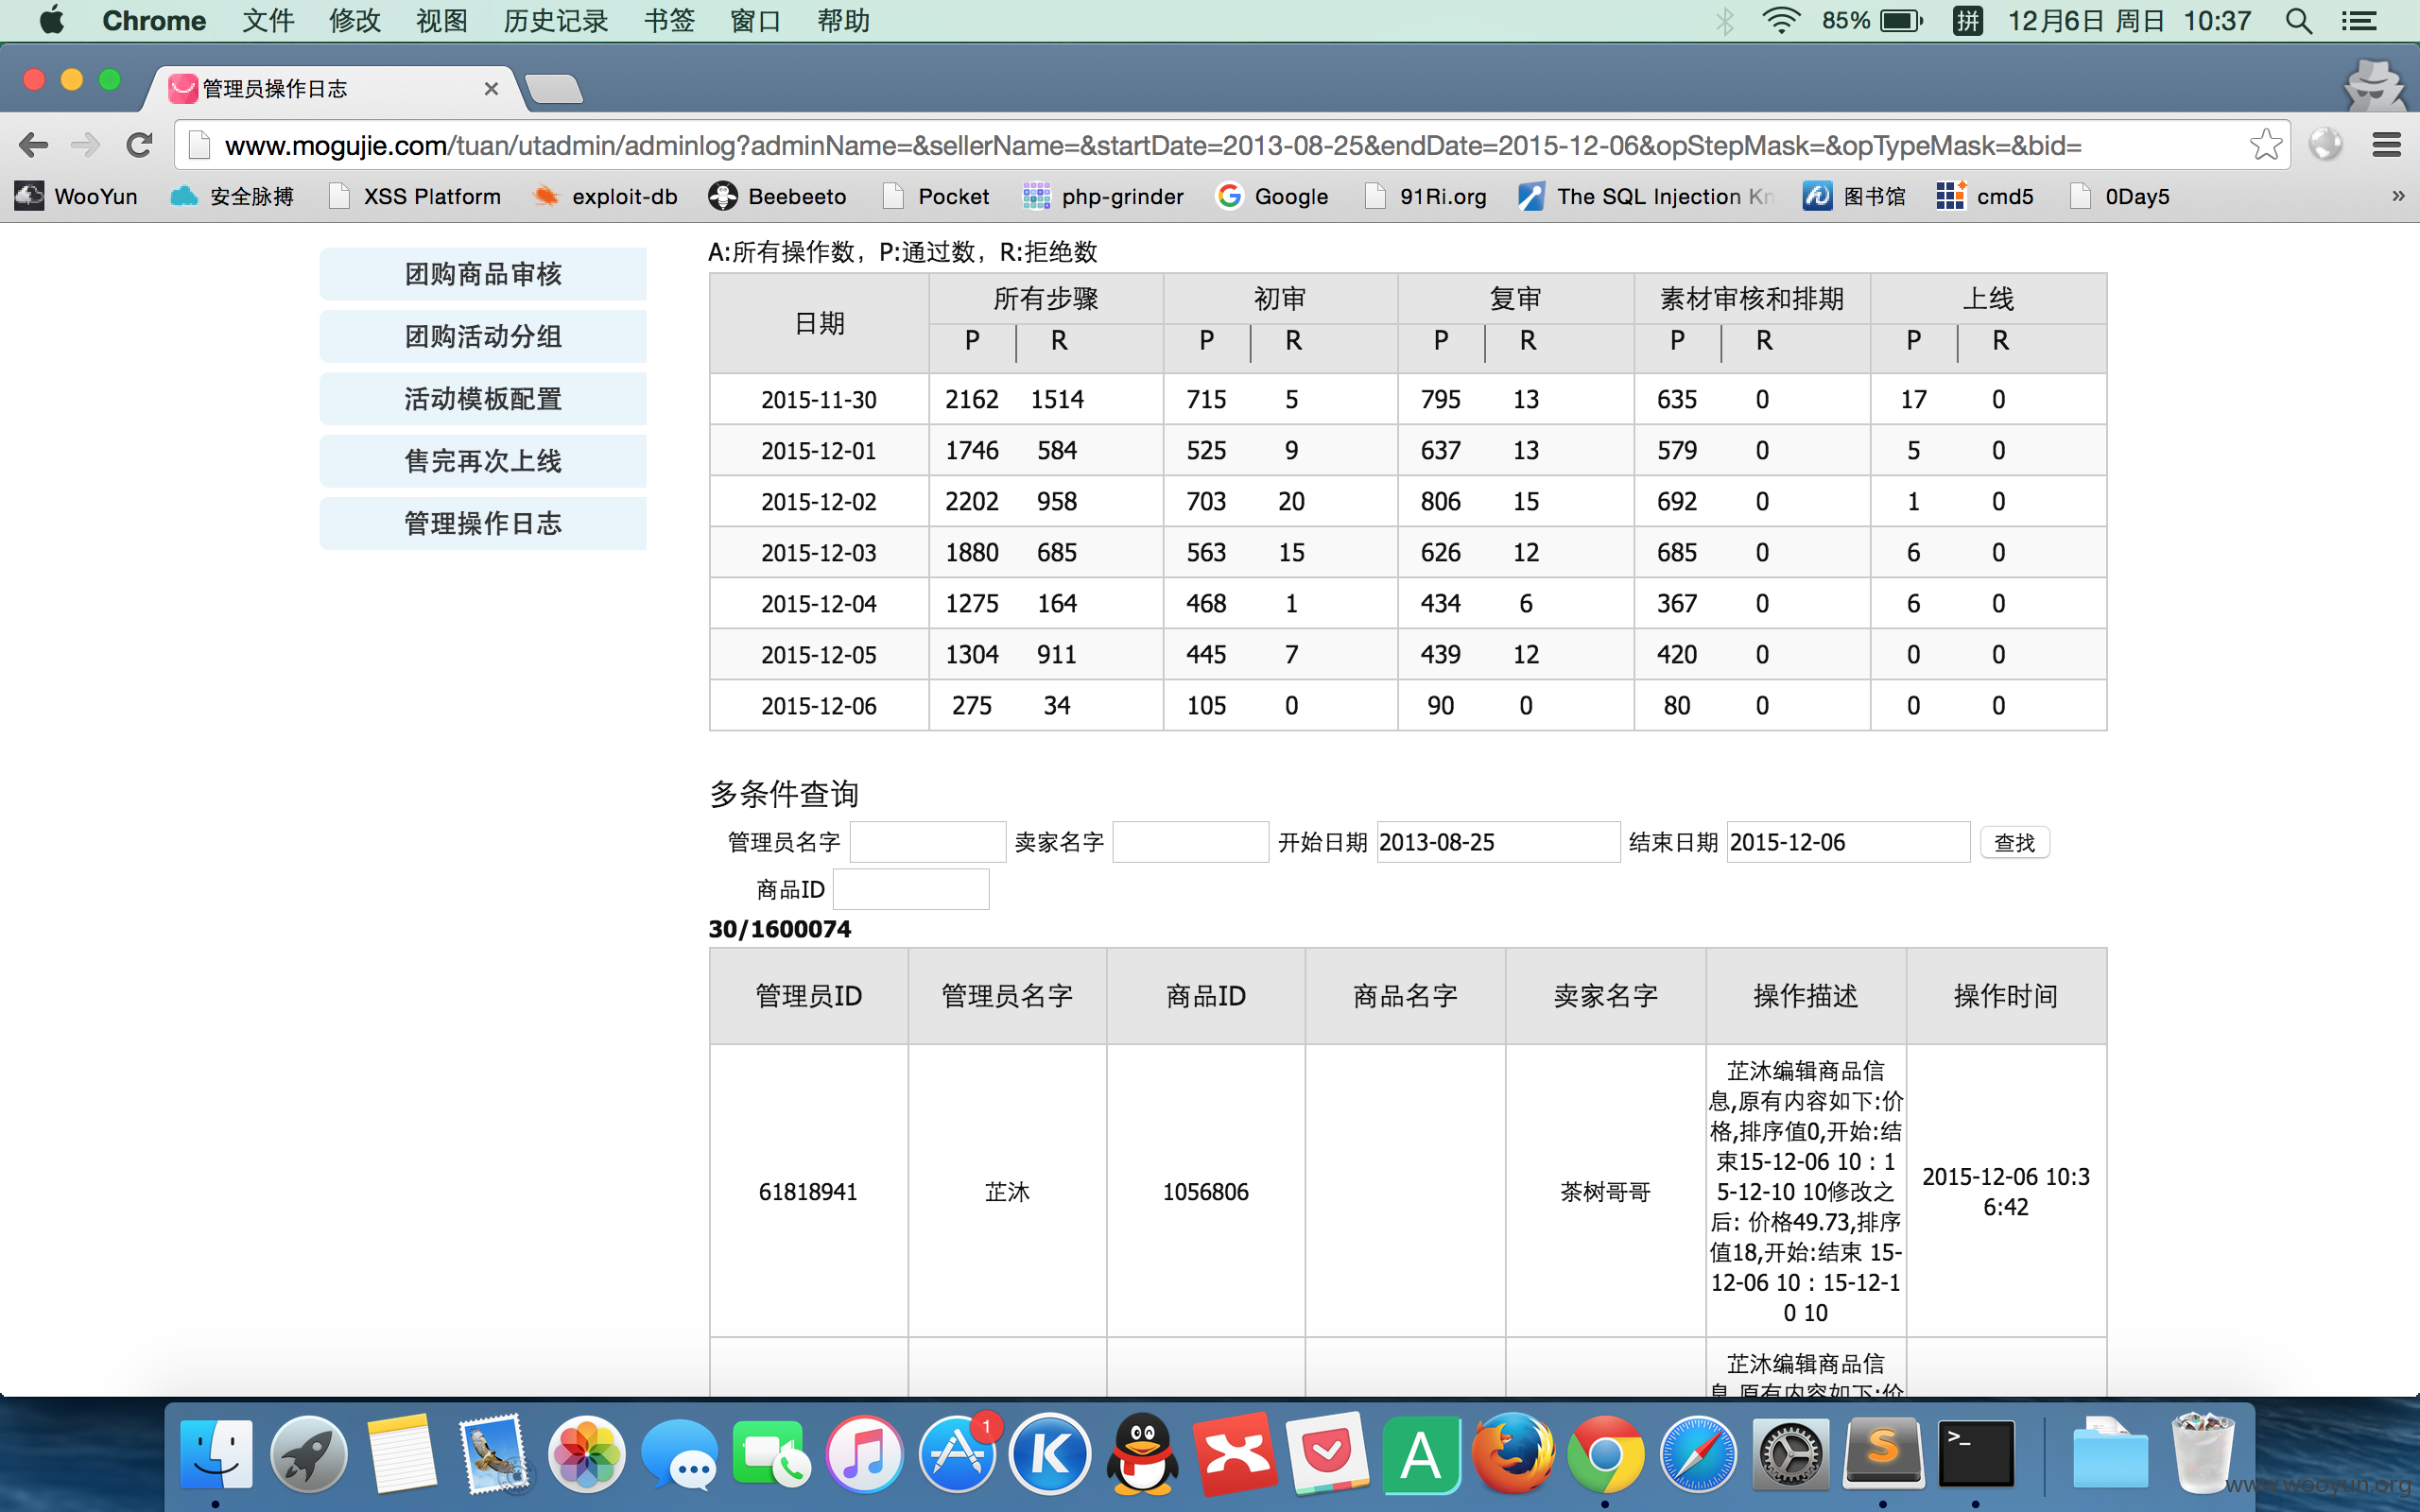 Chrome 文件 修改 视图 历史记录 书签 窗口 帮助 85% 拼 12月6日 周日 10:37
管理员操作日志
www.mogujie.com/tuan/utadmin/adminlog?adminName=&sellerName=&startDate=2013-08-25&endDate=2015-12-06&opStepMask=&opTypeMask=&bid=
WooYun 安全脉搏 XSS Platform exploit-db Beebeeto Pocket php-grinder Google 91Ri.org The SQL Injection Kn 图书馆 cmd5 0Day5 »
团购商品审核
团购活动分组
活动模板配置
售完再次上线
管理操作日志
A:所有操作数，P:通过数，R:拒绝数
日期 所有步骤 初审 复审 素材审核和排期 上线
P R P R P R P R P R
2015-11-30 2162 1514 715 5 795 13 635 0 17 0
2015-12-01 1746 584 525 9 637 13 579 0 5 0
2015-12-02 2202 958 703 20 806 15 692 0 1 0
2015-12-03 1880 685 563 15 626 12 685 0 6 0
2015-12-04 1275 164 468 1 434 6 367 0 6 0
2015-12-05 1304 911 445 7 439 12 420 0 0 0
2015-12-06 275 34 105 0 90 0 80 0 0 0
多条件查询
管理员名字 卖家名字 开始日期 2013-08-25 结束日期 2015-12-06 查找
商品ID
30/1600074
管理员ID 管理员名字 商品ID 商品名字 卖家名字 操作描述 操作时间
61818941 芷沐 1056806 茶树哥哥
芷沐编辑商品信
息,原有内容如下:价
格,排序值0,开始:结
束15-12-06 10：1
5-12-10 10修改之
后: 价格49.73,排序
值18,开始:结束 15-
12-06 10：15-12-1
0 10
2015-12-06 10:3
6:42
芷沐编辑商品信
息,原有内容如下:价
1
www.wooyun.org